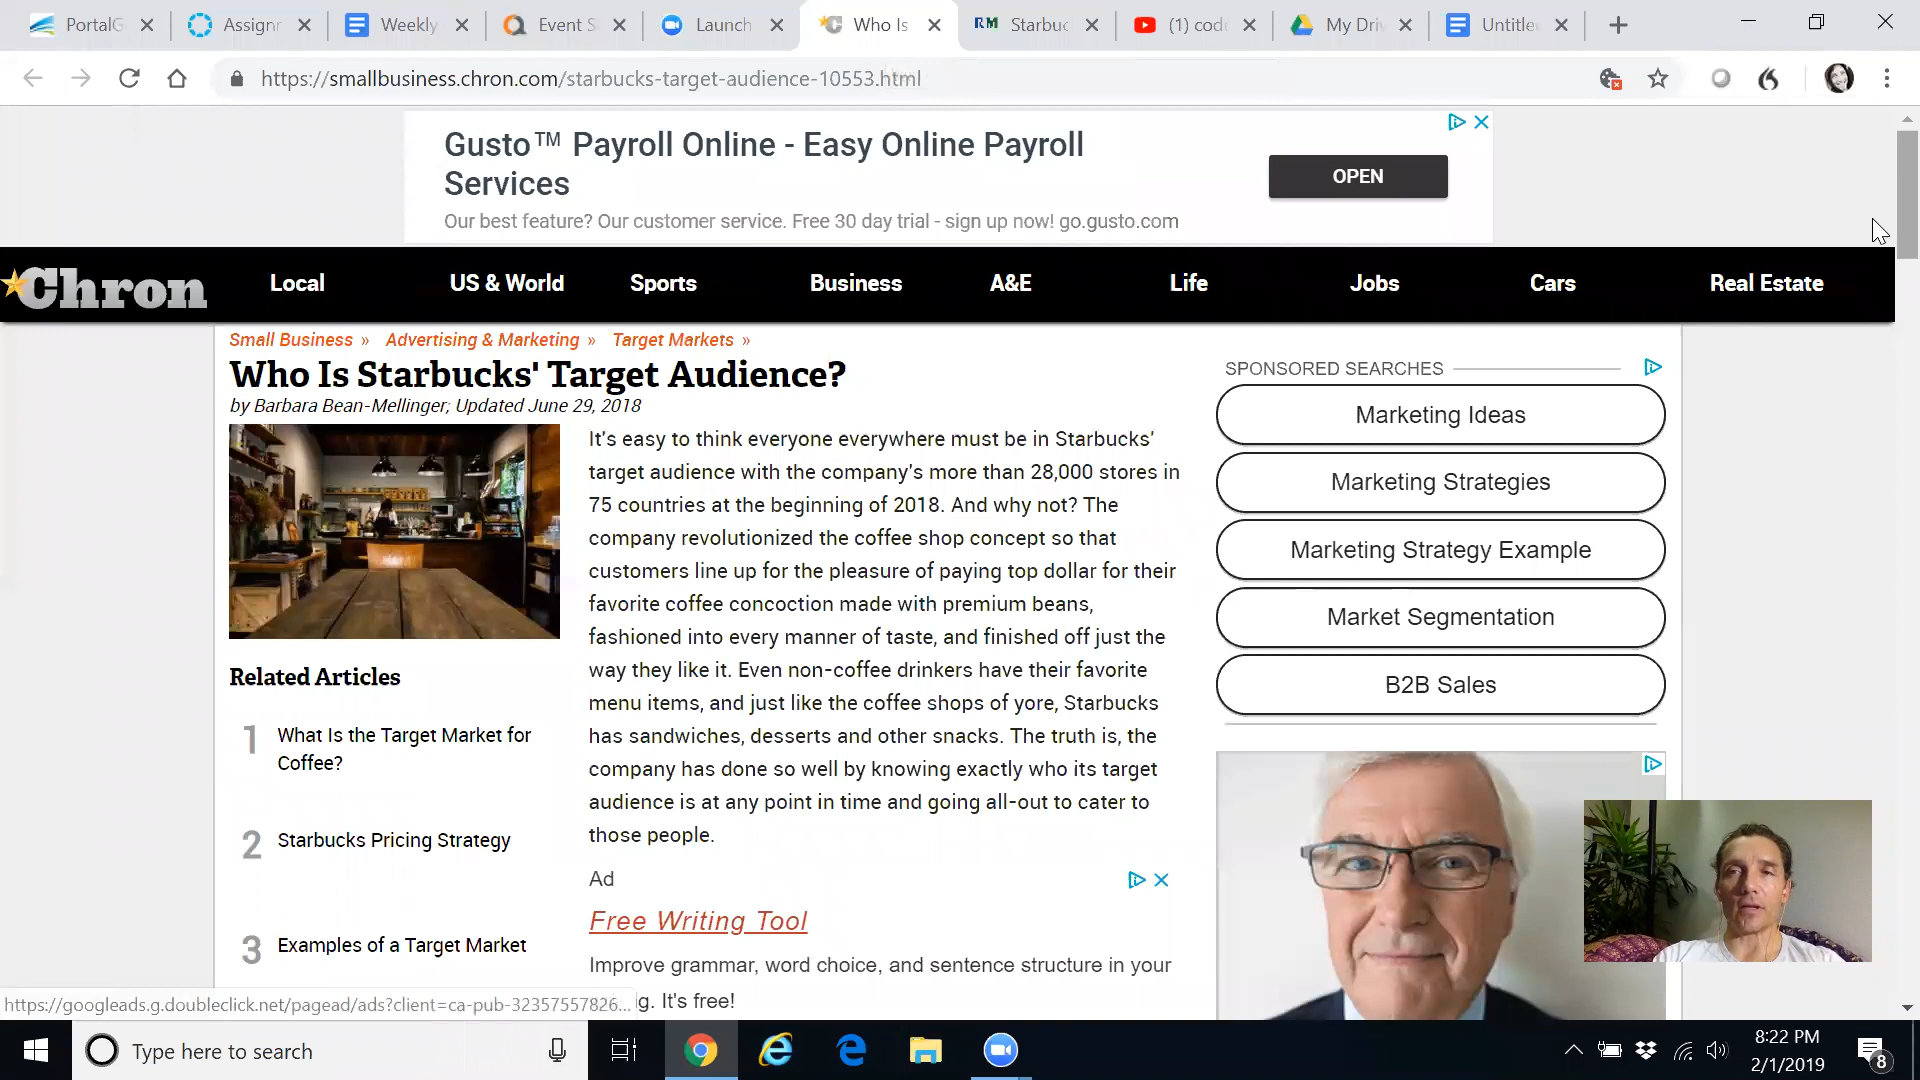 PortalG
Assignr
Weekly
Event S
Launch
Who Is
Starbuc
(1) cod
My Dri
Untitle
https://smallbusiness.chron.com/starbucks-target-audience-10553.html
Gusto™ Payroll Online - Easy Online Payroll
Services
Our best feature? Our customer service. Free 30 day trial - sign up now! go.gusto.com
OPEN
Chron
Local
US & World
Sports
Business
A&E
Life
Jobs
Cars
Real Estate
Small Business » Advertising & Marketing » Target Markets »
Who Is Starbucks' Target Audience?
by Barbara Bean-Mellinger; Updated June 29, 2018
It's easy to think everyone everywhere must be in Starbucks'
target audience with the company's more than 28,000 stores in
75 countries at the beginning of 2018. And why not? The
company revolutionized the coffee shop concept so that
customers line up for the pleasure of paying top dollar for their
favorite coffee concoction made with premium beans,
fashioned into every manner of taste, and finished off just the
way they like it. Even non-coffee drinkers have their favorite
menu items, and just like the coffee shops of yore, Starbucks
has sandwiches, desserts and other snacks. The truth is, the
company has done so well by knowing exactly who its target
audience is at any point in time and going all-out to cater to
those people.
Related Articles
1 What Is the Target Market for
Coffee?
2 Starbucks Pricing Strategy
3 Examples of a Target Market
Ad
Free Writing Tool
Improve grammar, word choice, and sentence structure in your
g. It's free!
SPONSORED SEARCHES
Marketing Ideas
Marketing Strategies
Marketing Strategy Example
Market Segmentation
B2B Sales
https://googleads.g.doubleclick.net/pagead/ads?client=ca-pub-32357557826...
Type here to search
8:22 PM
2/1/2019
8